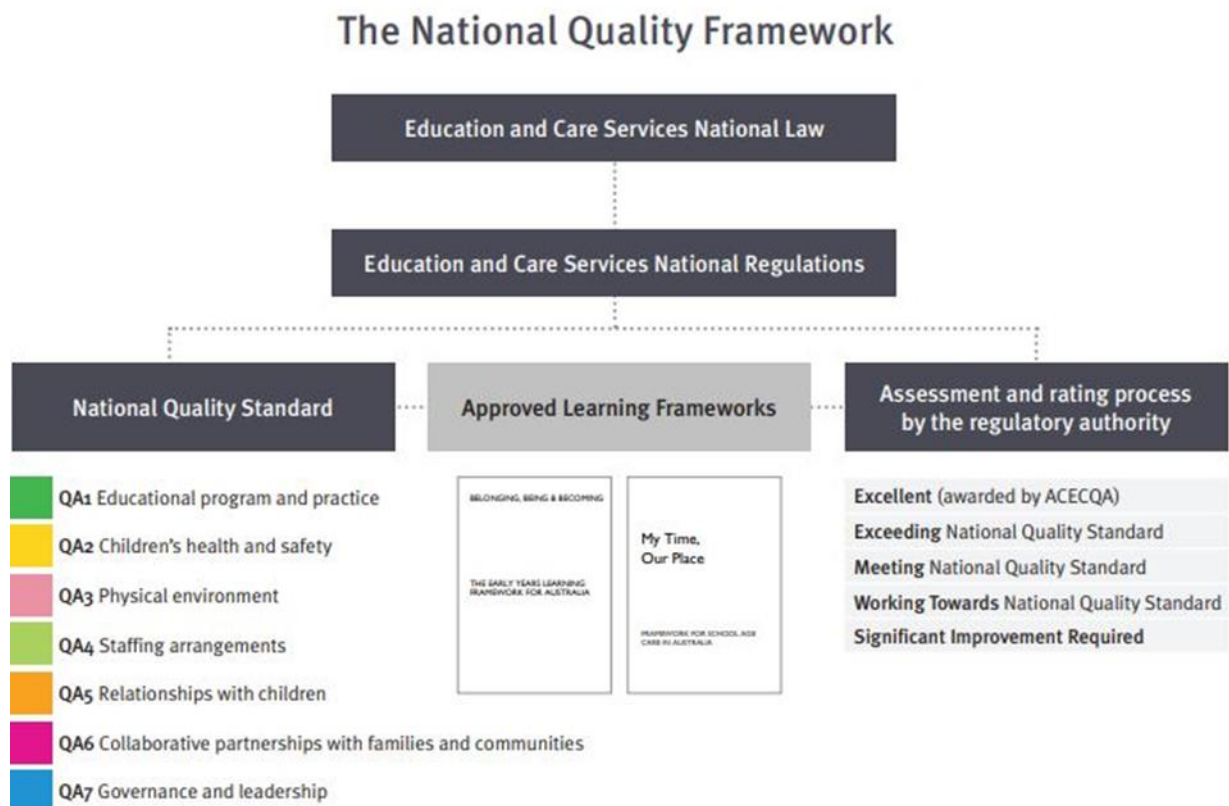 The National Quality Framework
Education and Care Services National Law
Education and Care Services National Regulations
National Quality Standard
QA1 Educational program and practice
QA2 Children's health and safety
QA3 Physical environment
QA4 Staffing arrangements
QA5 Relationships with children
QA6 Collaborative partnerships with families and communities
QA7 Governance and leadership
Approved Learning Frameworks
BELONGING, BEING & BECOMING
THE EARLY YEARS LEARNING
FRAMEWORK FOR AUSTRALIA
My Time,
Our Place
FRAMEWORK FOR SCHOOL AGE
CARE IN AUSTRALIA
Assessment and rating process
by the regulatory authority
Excellent (awarded by ACECQA)
Exceeding National Quality Standard
Meeting National Quality Standard
Working Towards National Quality Standard
Significant Improvement Required